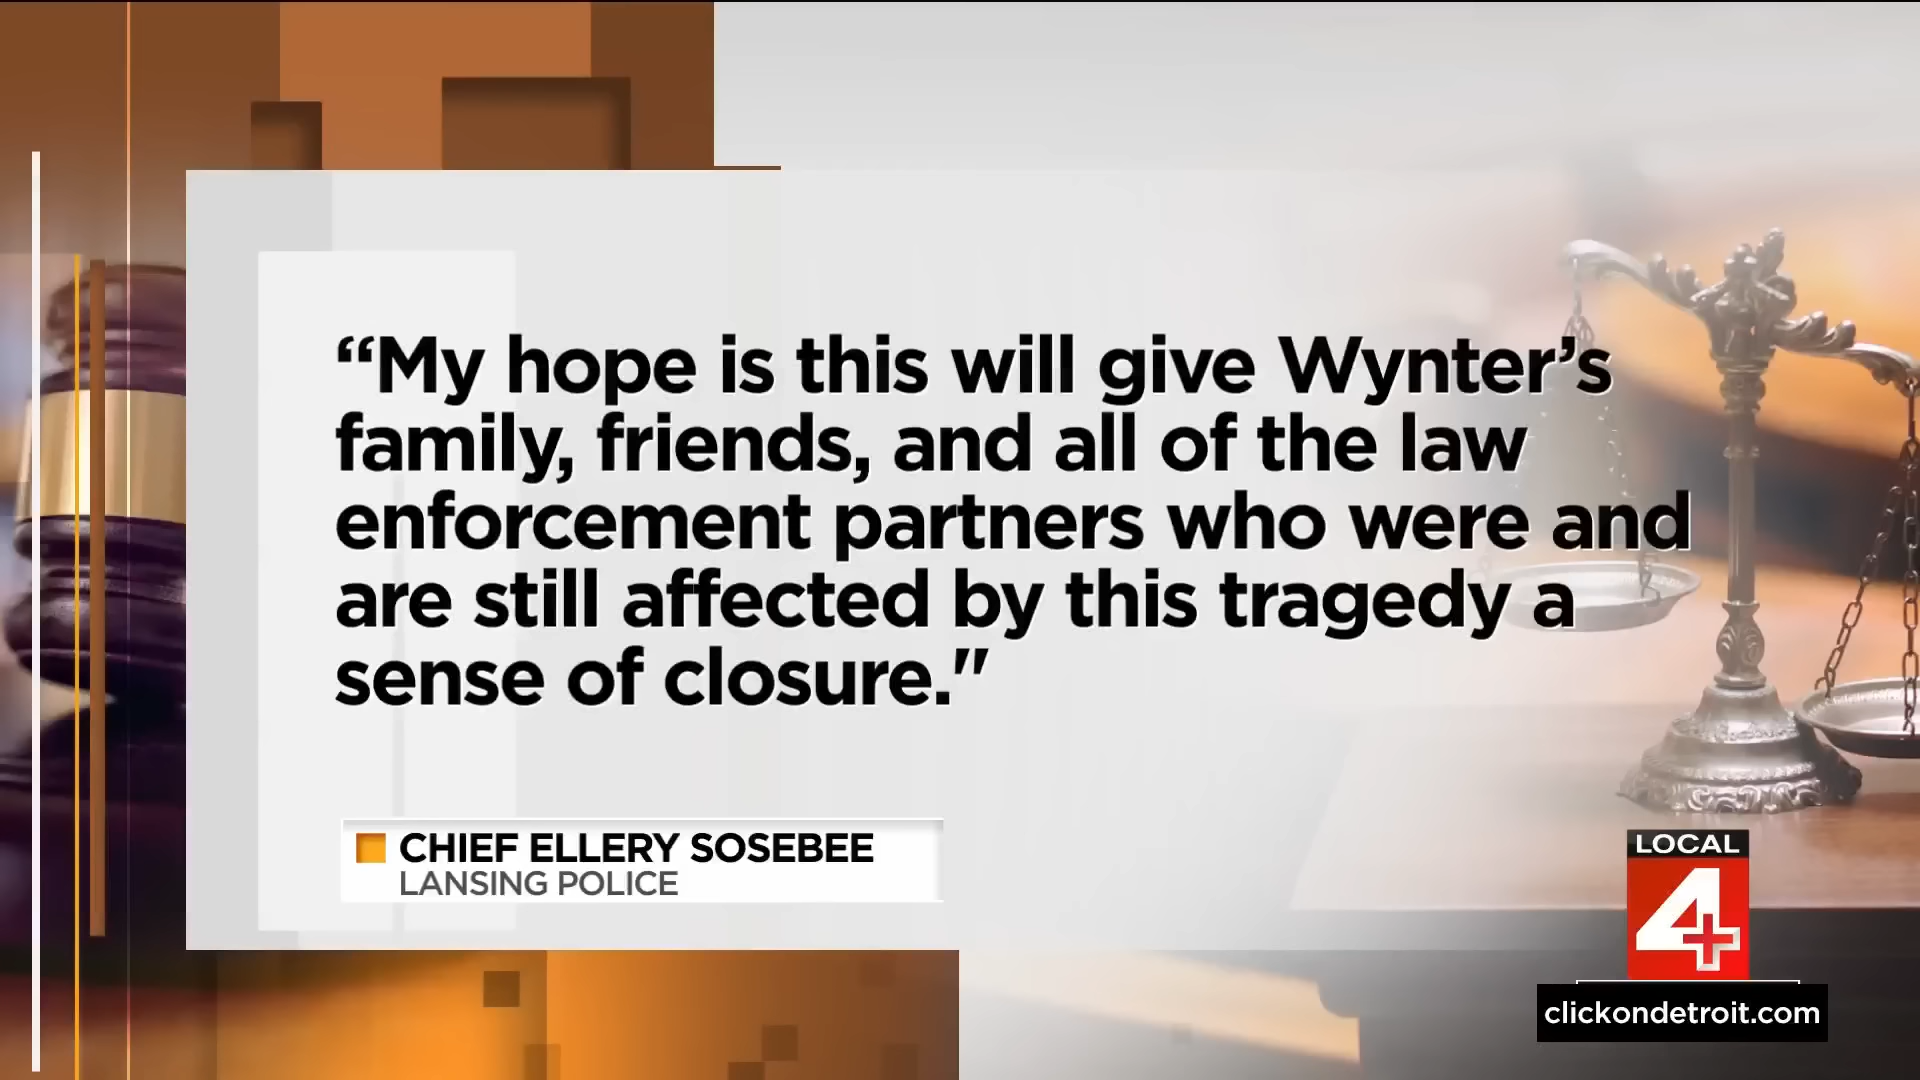 “My hope is this will give Wynter’s
family, friends, and all of the law
enforcement partners who were and
are still affected by this tragedy a
sense of closure."
CHIEF ELLERY SOSEBEE
LANSING POLICE
LOCAL
4+
clickondetroit.com